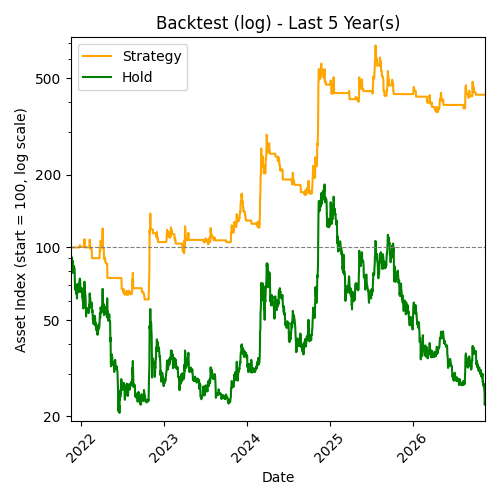 Backtest (log) - Last 5 Year(s)
Strategy
Hold
Asset Index (start = 100, log scale)
500
200
100
50
20
2022
2023
2024
2025
2026
Date